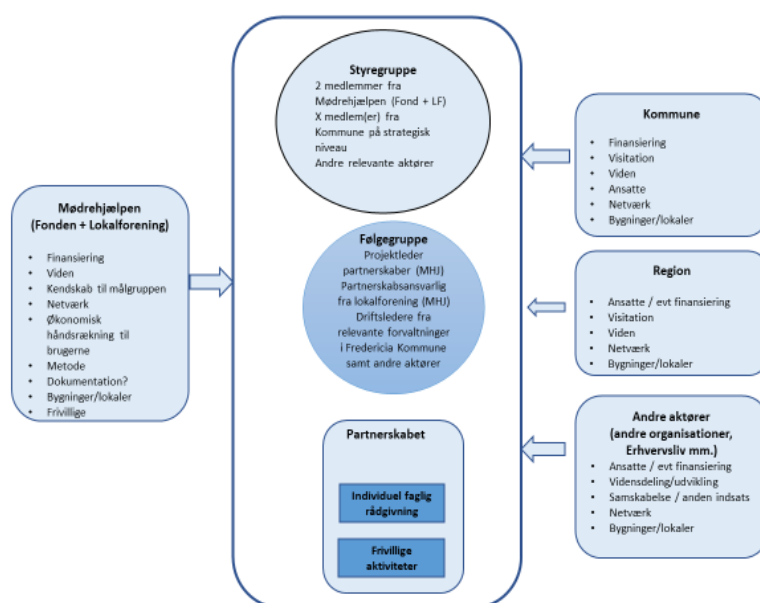 Mødrehjælpen
(Fonden + Lokalforening)
• Finansiering
• Viden
• Kendskab til målgruppen
• Netværk
• Økonomisk
håndsrækning til
brugerne
• Metode
• Dokumentation?
• Bygninger/lokaler
• Frivillige
Styregruppe
2 medlemmer fra
Mødrehjælpen (Fond + LF)
X medlem(er) fra
Kommune på strategisk
niveau
Andre relevante aktører
Følgegruppe
Projektleder
partnerskaber (MHJ)
Partnerskabsansvarlig
fra lokalforening (MHJ)
Driftsledere fra
relevante forvaltninger
i Fredericia Kommune
samt andre aktører
Partnerskabet
Individuel faglig
rådgivning
Frivillige
aktiviteter
Kommune
• Finansiering
• Visitation
• Viden
• Ansatte
• Netværk
• Bygninger/lokaler
Region
• Ansatte / evt finansiering
• Visitation
• Viden
• Netværk
• Bygninger/lokaler
Andre aktører
(andre organisationer,
Erhvervsliv mm.)
• Ansatte / evt finansiering
• Vidensdeling/udvikling
• Samskabelse / anden indsats
• Netværk
• Bygninger/lokaler